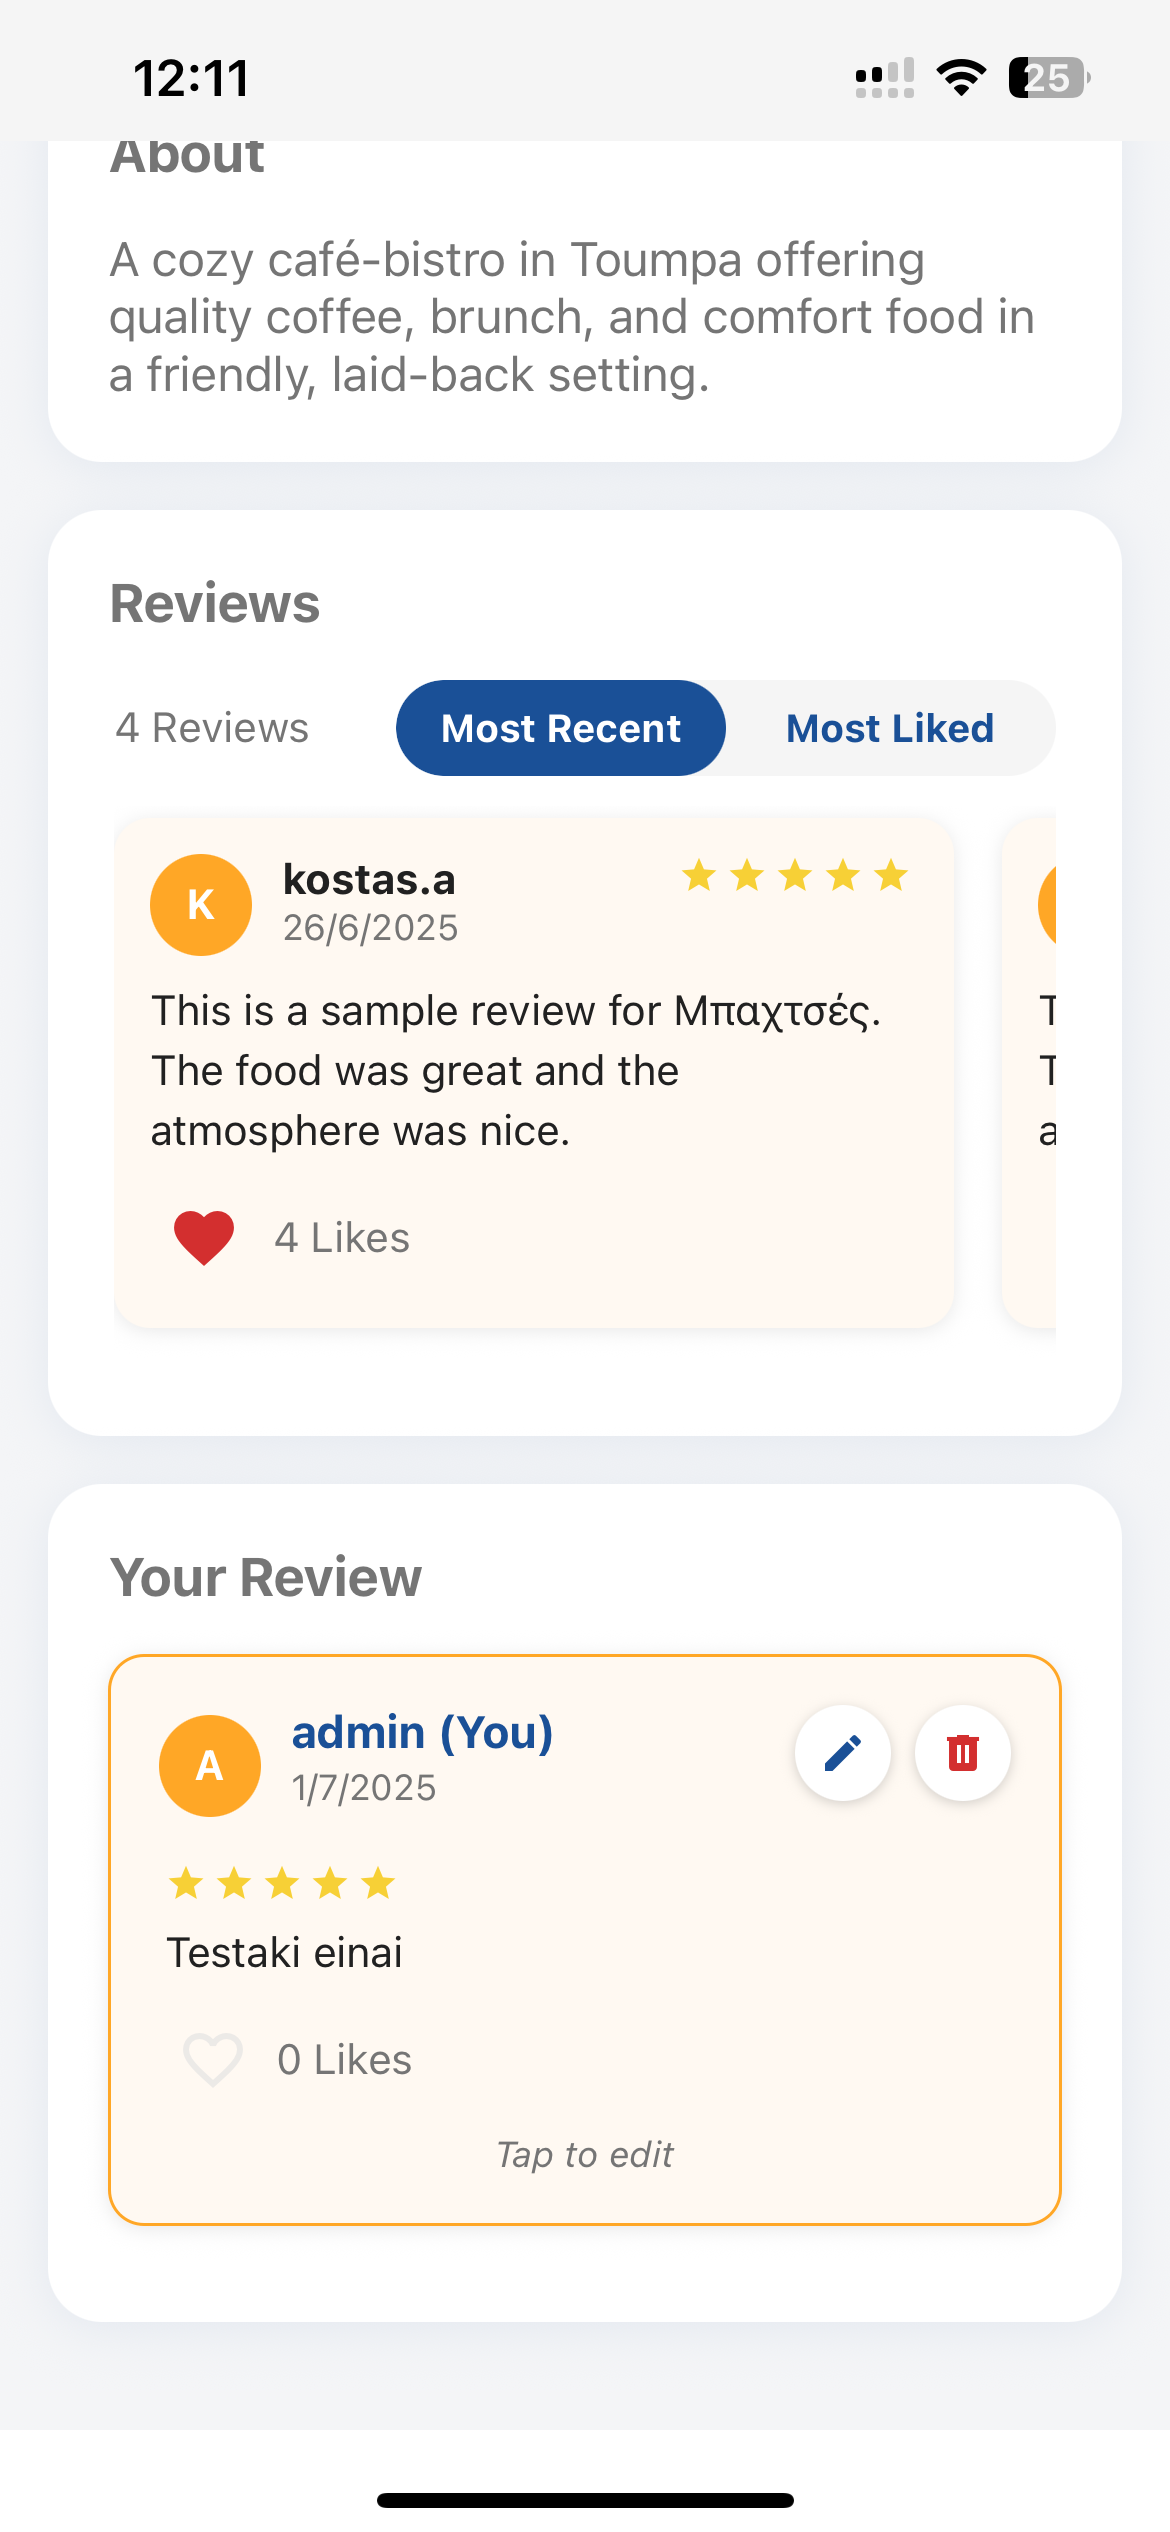 12:11
25
About
A cozy café-bistro in Toumpa offering
quality coffee, brunch, and comfort food in
a friendly, laid-back setting.
Reviews
4 Reviews
Most Recent
Most Liked
K
kostas.a
26/6/2025
This is a sample review for Μπαχτσές.
The food was great and the
atmosphere was nice.
4 Likes
T
T
a
Your Review
A
admin (You)
1/7/2025
Testaki einai
0 Likes
Tap to edit